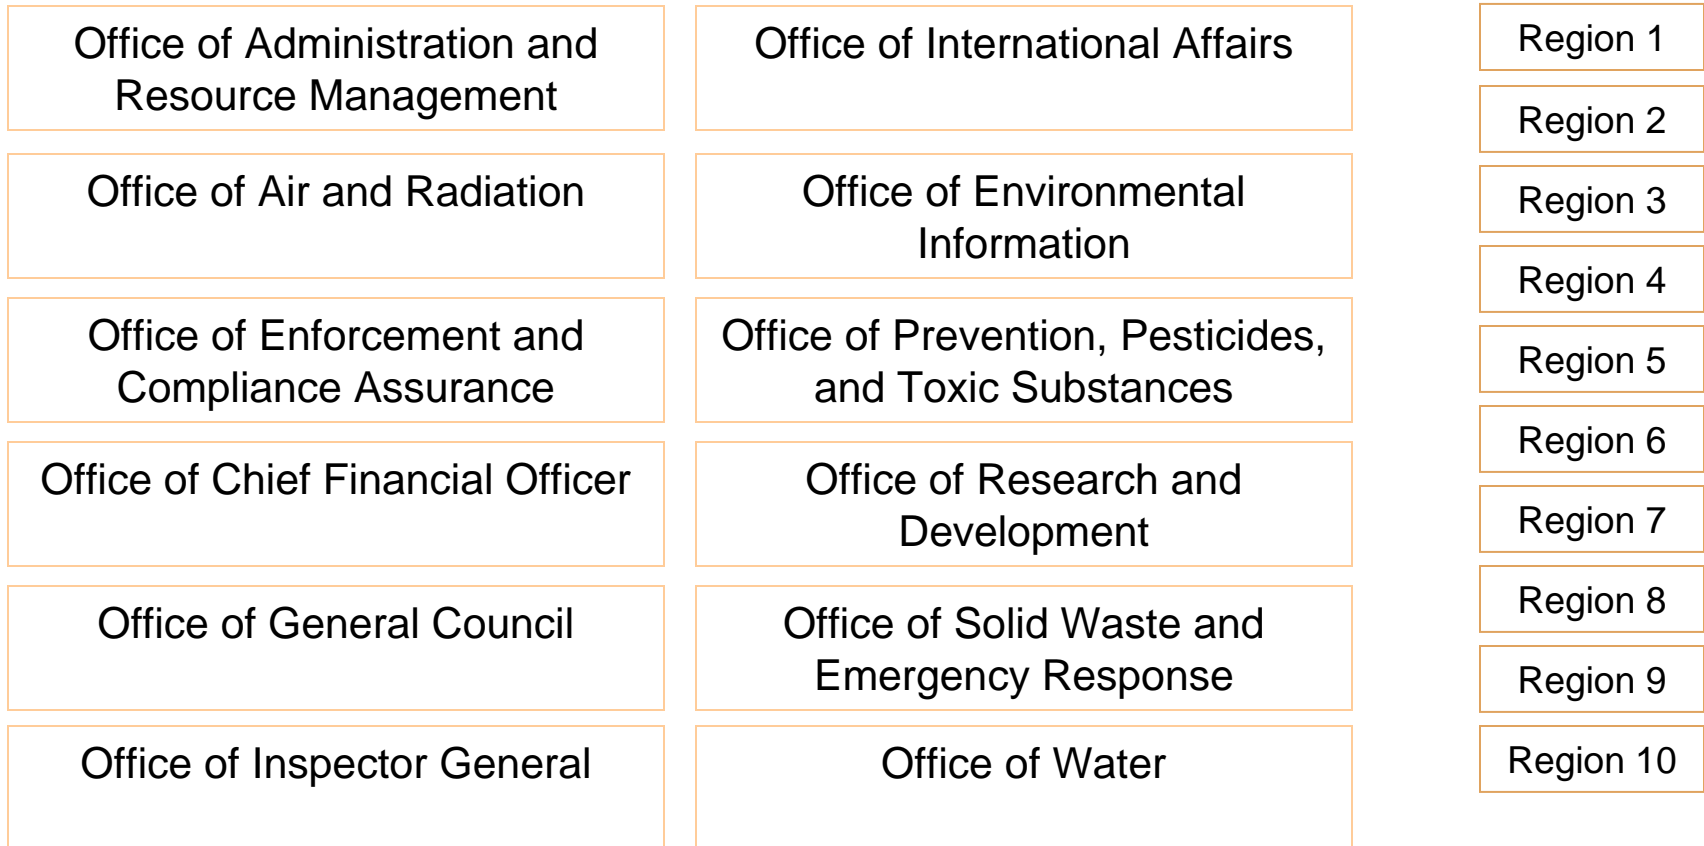 Office of Administration and
Resource Management
Office of International Affairs
Office of Air and Radiation
Office of Environmental
Information
Office of Enforcement and
Compliance Assurance
Office of Prevention, Pesticides,
and Toxic Substances
Office of Chief Financial Officer
Office of Research and
Development
Office of General Council
Office of Solid Waste and
Emergency Response
Office of Inspector General
Office of Water
Region 1
Region 2
Region 3
Region 4
Region 5
Region 6
Region 7
Region 8
Region 9
Region 10